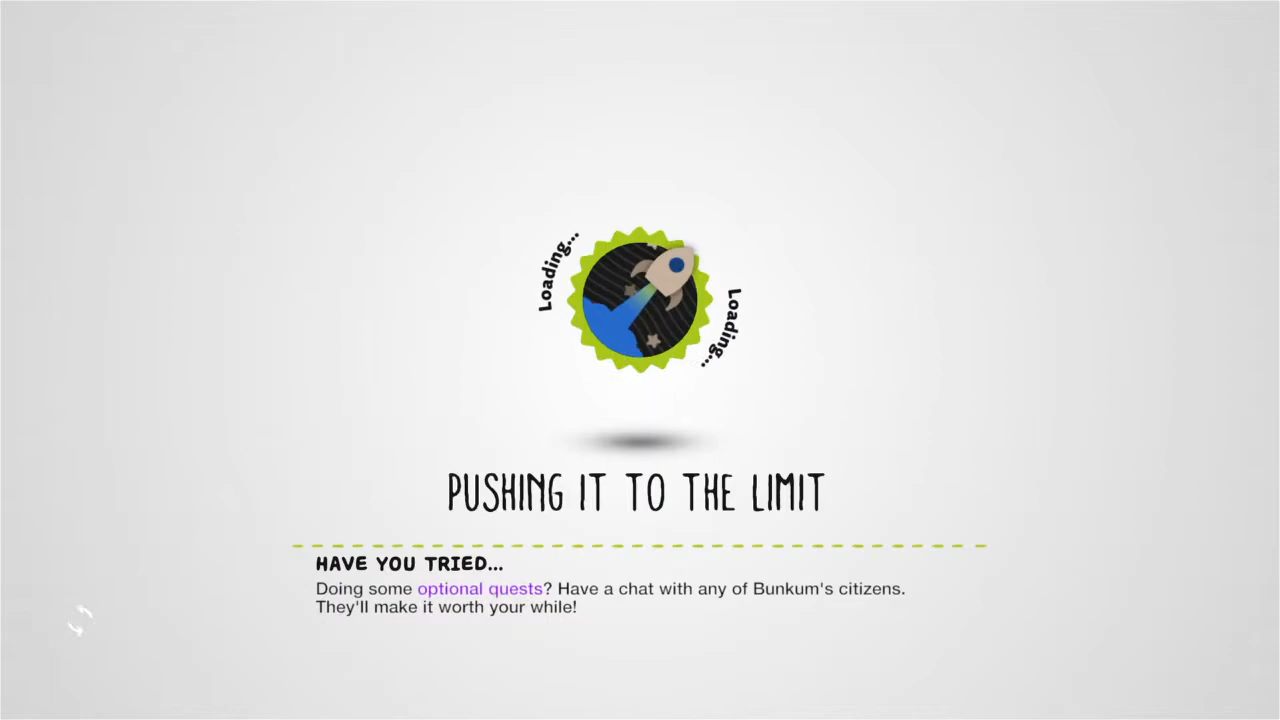 Loading...
Loading...
PUSHING IT TO THE LIMIT
HAVE YOU TRIED...
Doing some optional quests? Have a chat with any of Bunkum's citizens.
They'll make it worth your while!